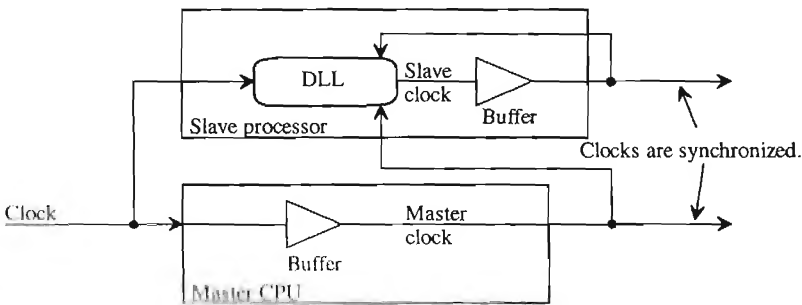 DLL
Slave
clock
Buffer
Slave processor
Clocks are synchronized.
Clock
Master
clock
Buffer
Master CPU